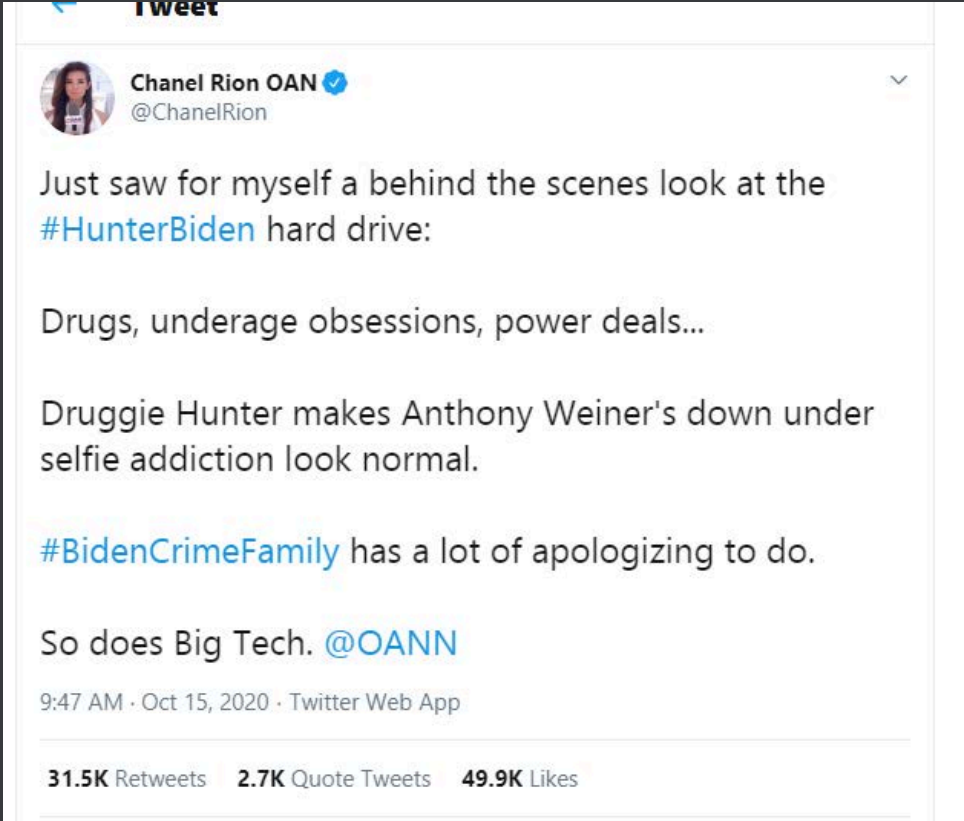 Tweet
Chanel Rion OAN
@ChanelRion
Just saw for myself a behind the scenes look at the
#HunterBiden hard drive:
Drugs, underage obsessions, power deals...
Druggie Hunter makes Anthony Weiner's down under
selfie addiction look normal.
#BidenCrimeFamily has a lot of apologizing to do.
So does Big Tech. @OANN
9:47 AM · Oct 15, 2020 · Twitter Web App
31.5K Retweets 2.7K Quote Tweets 49.9K Likes